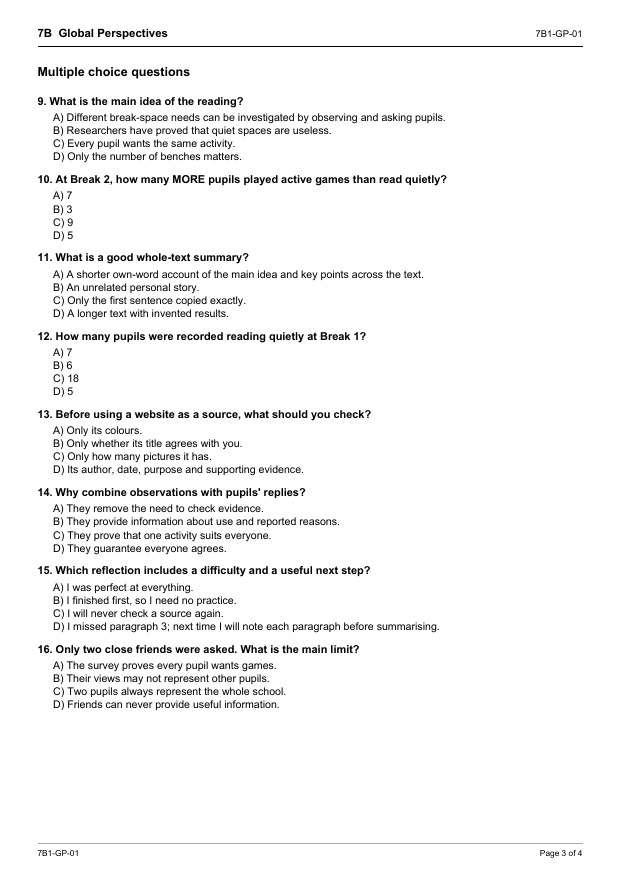 7B Global Perspectives
7B1-GP-01
Multiple choice questions
9. What is the main idea of the reading?
A) Different break-space needs can be investigated by observing and asking pupils.
B) Researchers have proved that quiet spaces are useless.
C) Every pupil wants the same activity.
D) Only the number of benches matters.
10. At Break 2, how many MORE pupils played active games than read quietly?
A) 7
B) 3
C) 9
D) 5
11. What is a good whole-text summary?
A) A shorter own-word account of the main idea and key points across the text.
B) An unrelated personal story.
C) Only the first sentence copied exactly.
D) A longer text with invented results.
12. How many pupils were recorded reading quietly at Break 1?
A) 7
B) 6
C) 18
D) 5
13. Before using a website as a source, what should you check?
A) Only its colours.
B) Only whether its title agrees with you.
C) Only how many pictures it has.
D) Its author, date, purpose and supporting evidence.
14. Why combine observations with pupils' replies?
A) They remove the need to check evidence.
B) They provide information about use and reported reasons.
C) They prove that one activity suits everyone.
D) They guarantee everyone agrees.
15. Which reflection includes a difficulty and a useful next step?
A) I was perfect at everything.
B) I finished first, so I need no practice.
C) I will never check a source again.
D) I missed paragraph 3; next time I will note each paragraph before summarising.
16. Only two close friends were asked. What is the main limit?
A) The survey proves every pupil wants games.
B) Their views may not represent other pupils.
C) Two pupils always represent the whole school.
D) Friends can never provide useful information.
7B1-GP-01
Page 3 of 4